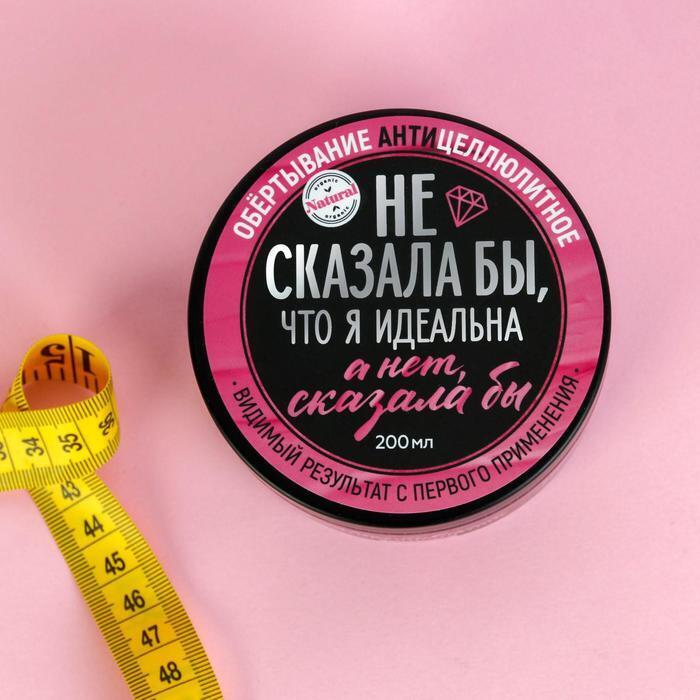 ОБЁРТЫВАНИЕ АНТИЦЕЛЛЮЛИТНОЕ
organic
Natural
organic
НЕ
СКАЗАЛА БЫ,
ЧТО Я ИДЕАЛЬНА
а нет,
сказала бы
200 мл
· ВИДИМЫЙ РЕЗУЛЬТАТ С ПЕРВОГО ПРИМЕНЕНИЯ ·
34
35
36
43
44
45
46
47
48